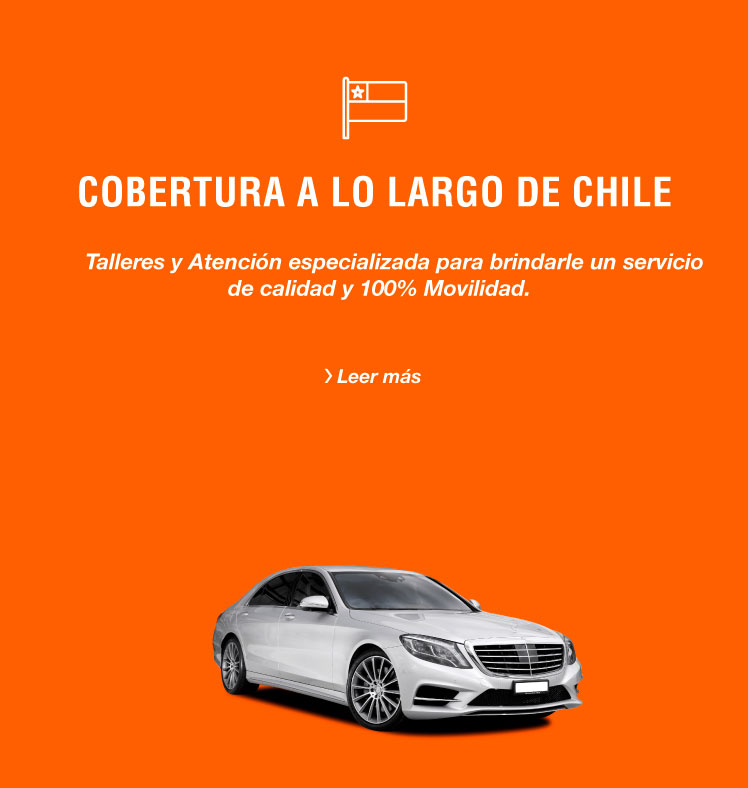 COBERTURA A LO LARGO DE CHILE
Talleres y Atención especializada para brindarle un servicio
de calidad y 100% Movilidad.
Leer más